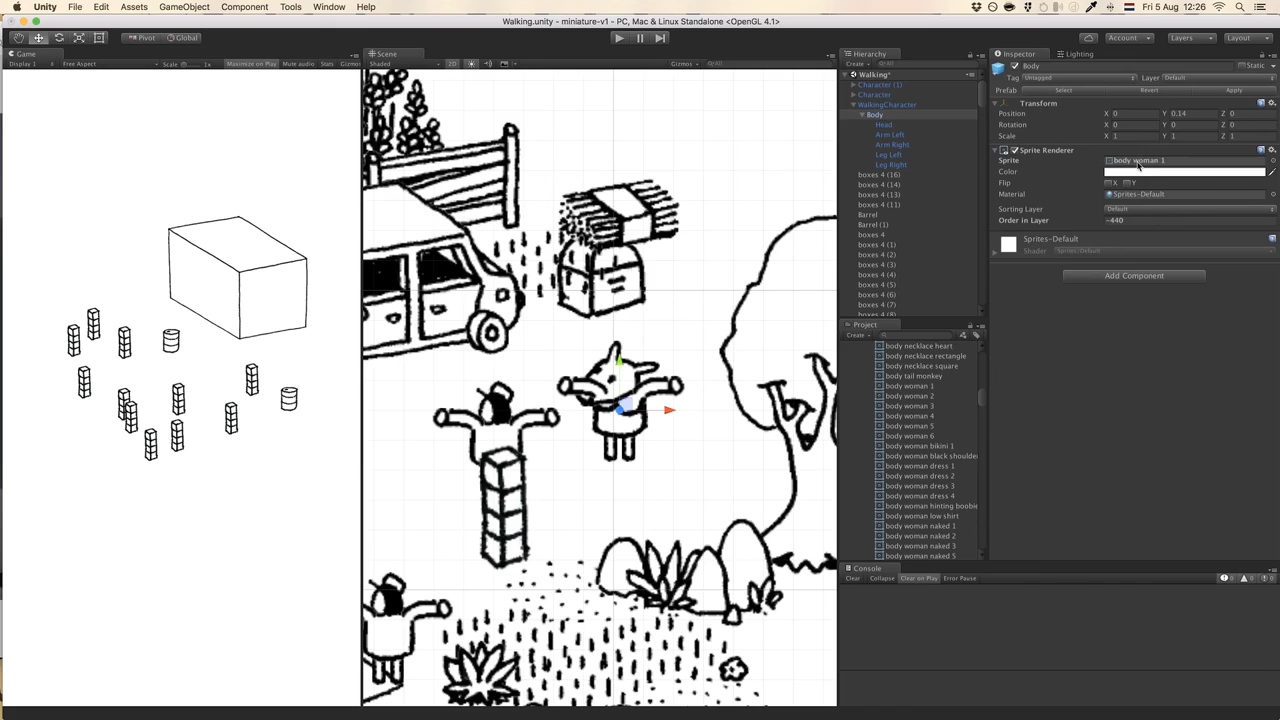 Unity File Edit Assets GameObject Component Tools Window Help Fri 5 Aug 12:26
Walking.unity - miniature-v1 - PC, Mac & Linux Standalone <OpenGL 4.1>
Pivot Global Account Layers Layout
Game
Display 1 Free Aspect Scale 1x Maximize on Play Mute audio Stats Gizmos
Scene
Shaded 2D Gizmos All
Hierarchy
Create All
Walking*
Character (1)
Character
WalkingCharacter
Body
Head
Arm Left
Arm Right
Leg Left
Leg Right
boxes 4 (16)
boxes 4 (14)
boxes 4 (13)
boxes 4 (11)
Barrel
Barrel (1)
boxes 4
boxes 4 (1)
boxes 4 (2)
boxes 4 (3)
boxes 4 (4)
boxes 4 (5)
boxes 4 (6)
boxes 4 (7)
boxes 4 (8)
Project
Create
body necklace heart
body necklace rectangle
body necklace square
body tail monkey
body woman 1
body woman 2
body woman 3
body woman 4
body woman 5
body woman 6
body woman bikini 1
body woman black shoulder
body woman dress 1
body woman dress 2
body woman dress 3
body woman dress 4
body woman hinting boobie
body woman low shirt
body woman naked 1
body woman naked 2
body woman naked 3
body woman naked 5
Console
Clear Collapse Clear on Play Error Pause 0 0 0
Inspector Lighting
Body Static
Tag Untagged Layer Default
Prefab Select Revert Apply
Transform
Position X 0 Y 0.14 Z 0
Rotation X 0 Y 0 Z 0
Scale X 1 Y 1 Z 1
Sprite Renderer
Sprite body woman 1
Color
Flip X Y
Material Sprites-Default
Sorting Layer Default
Order in Layer -440
Sprites-Default
Shader Sprites/Default
Add Component